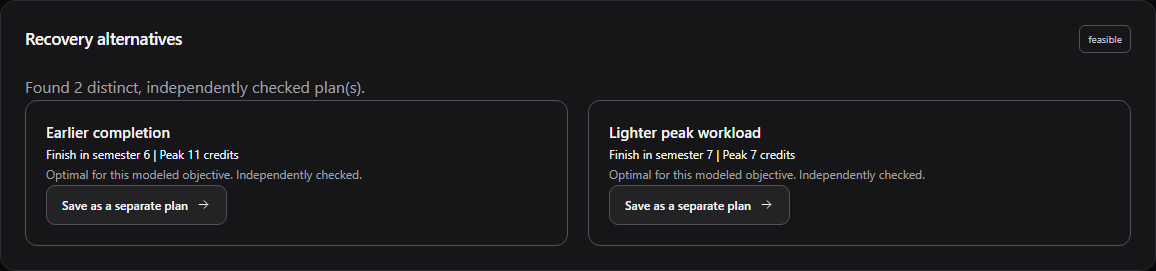 Recovery alternatives
feasible
Found 2 distinct, independently checked plan(s).
Earlier completion
Finish in semester 6 | Peak 11 credits
Optimal for this modeled objective. Independently checked.
Save as a separate plan →
Lighter peak workload
Finish in semester 7 | Peak 7 credits
Optimal for this modeled objective. Independently checked.
Save as a separate plan →